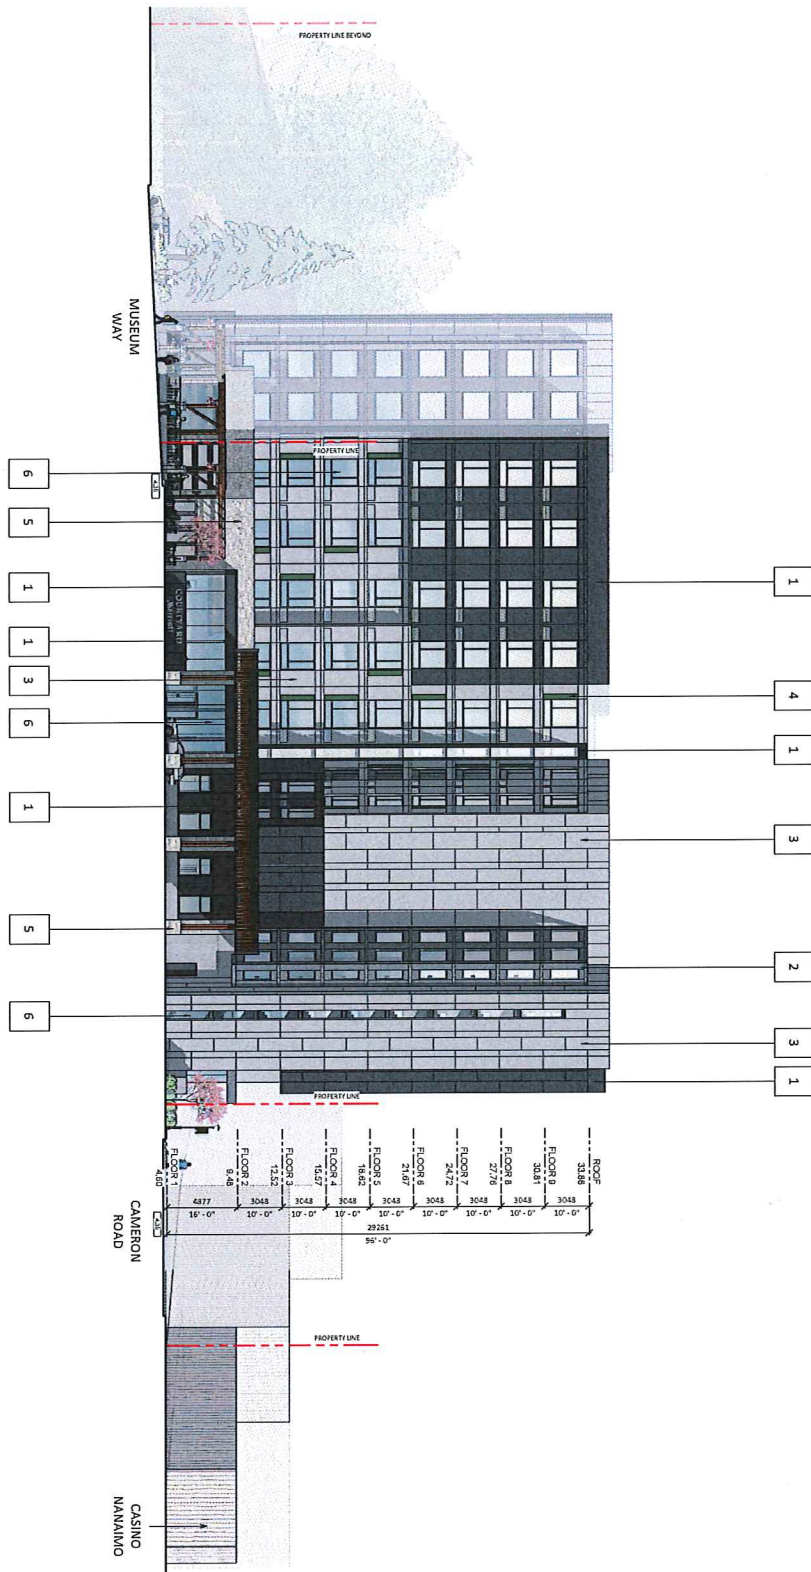 PROPERTY LINE BEYOND
MUSEUM
WAY
PROPERTY LINE
6
5
1
1
3
6
1
5
6
1
4
1
3
2
3
1
COURTYARD
Marriott
PROPERTY LINE
ROOF
33.86
FLOOR 9
30.81
FLOOR 8
27.76
FLOOR 7
24.72
FLOOR 6
21.67
FLOOR 5
18.62
FLOOR 4
15.57
FLOOR 3
12.52
FLOOR 2
9.48
FLOOR 1
4.60
4877 3048 3048 3048 3048 3048 3048 3048 3048
16' - 0" 10' - 0" 10' - 0" 10' - 0" 10' - 0" 10' - 0" 10' - 0" 10' - 0" 10' - 0"
29261
96' - 0"
CAMERON
ROAD
PROPERTY LINE
CASINO
NANAIMO